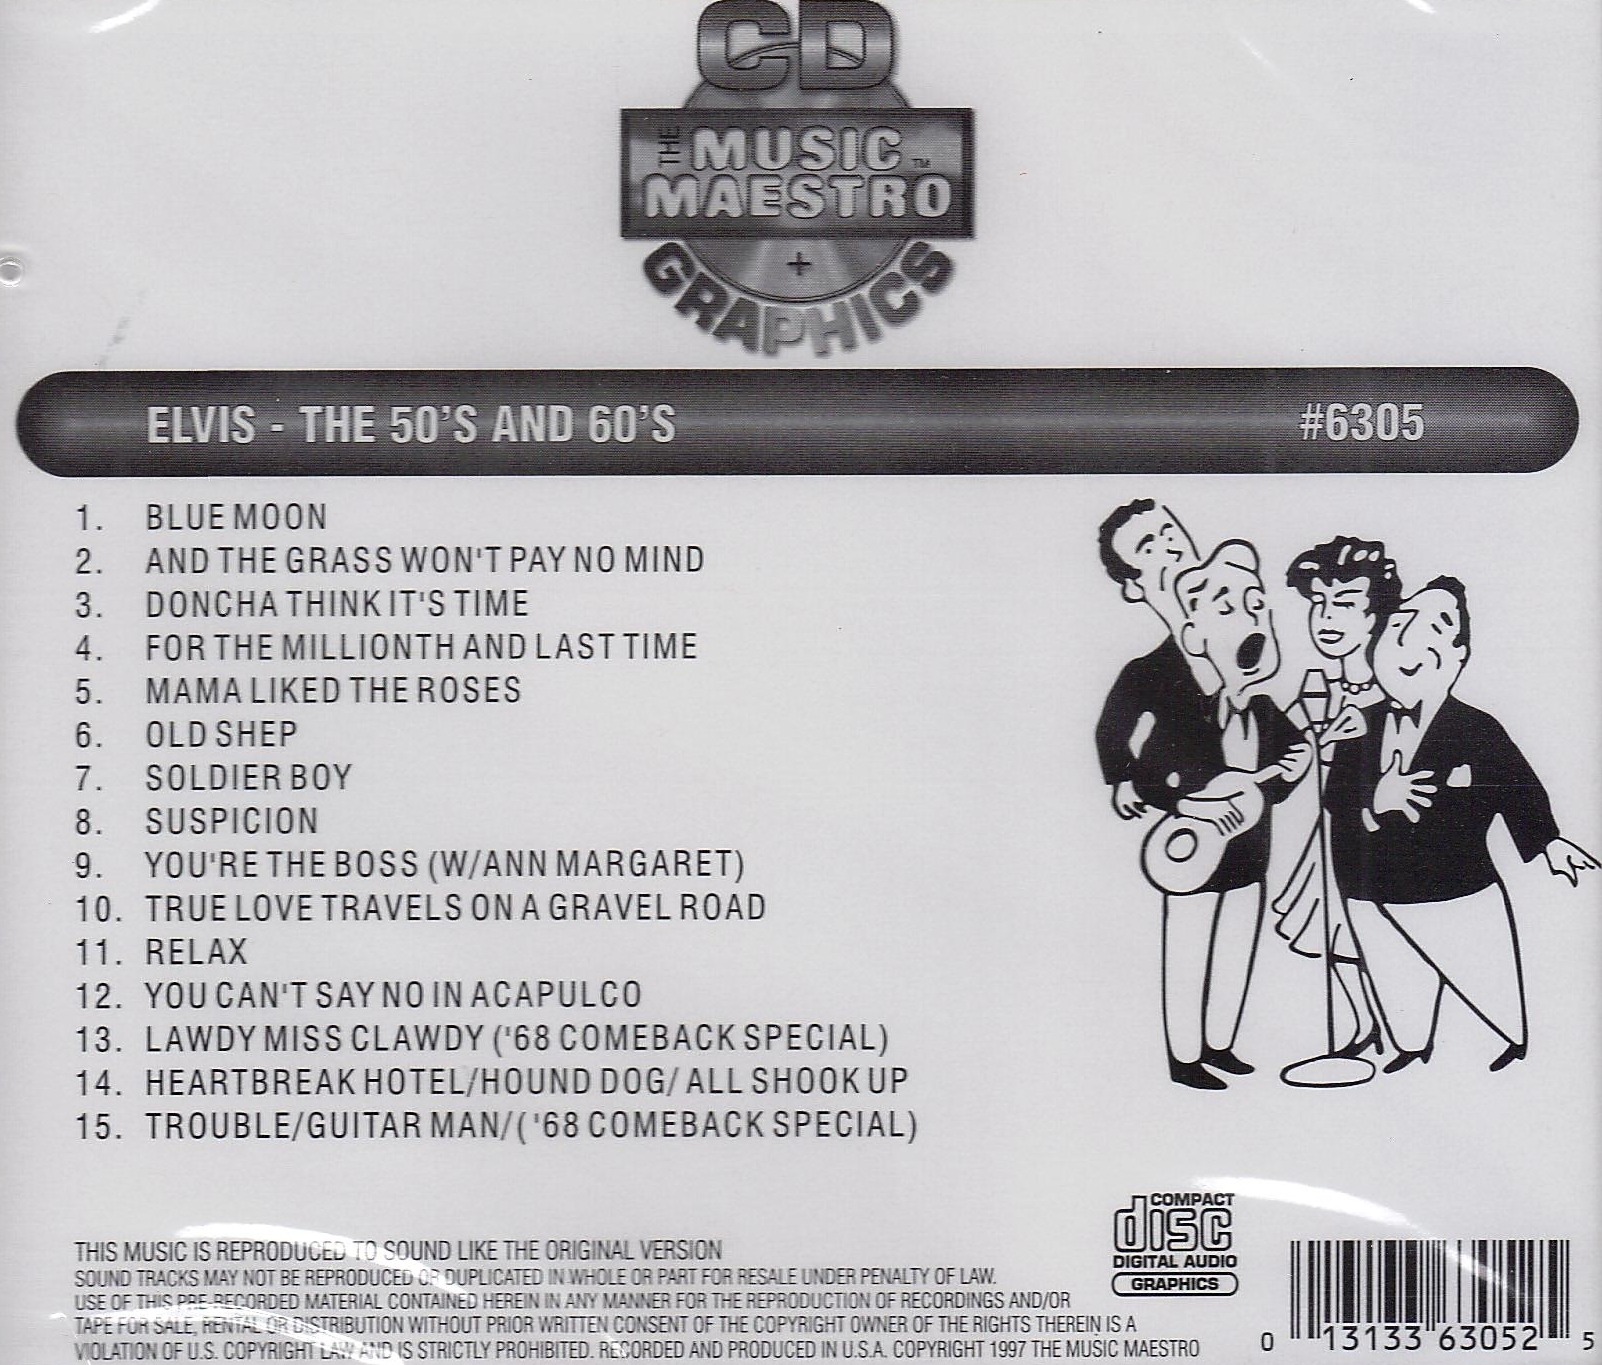 CD
THE MUSIC TM
MAESTRO
+
GRAPHICS
ELVIS - THE 50'S AND 60'S #6305
1. BLUE MOON
2. AND THE GRASS WON'T PAY NO MIND
3. DONCHA THINK IT'S TIME
4. FOR THE MILLIONTH AND LAST TIME
5. MAMA LIKED THE ROSES
6. OLD SHEP
7. SOLDIER BOY
8. SUSPICION
9. YOU'RE THE BOSS (W/ANN MARGARET)
10. TRUE LOVE TRAVELS ON A GRAVEL ROAD
11. RELAX
12. YOU CAN'T SAY NO IN ACAPULCO
13. LAWDY MISS CLAWDY ('68 COMEBACK SPECIAL)
14. HEARTBREAK HOTEL/HOUND DOG/ ALL SHOOK UP
15. TROUBLE/GUITAR MAN/( '68 COMEBACK SPECIAL)
THIS MUSIC IS REPRODUCED TO SOUND LIKE THE ORIGINAL VERSION
SOUND TRACKS MAY NOT BE REPRODUCED OR DUPLICATED IN WHOLE OR PART FOR RESALE UNDER PENALTY OF LAW.
USE OF THIS PRE-RECORDED MATERIAL CONTAINED HEREIN IN ANY MANNER FOR THE REPRODUCTION OF RECORDINGS AND/OR
TAPE FOR SALE, RENTAL OR DISTRIBUTION WITHOUT PRIOR WRITTEN CONSENT OF THE COPYRIGHT OWNER OF THE RIGHTS THEREIN IS A
VIOLATION OF U.S. COPYRIGHT LAW AND IS STRICTLY PROHIBITED. RECORDED AND PRODUCED IN U.S.A. COPYRIGHT 1997 THE MUSIC MAESTRO
COMPACT
disc
DIGITAL AUDIO
GRAPHICS
0 13133 63052 5